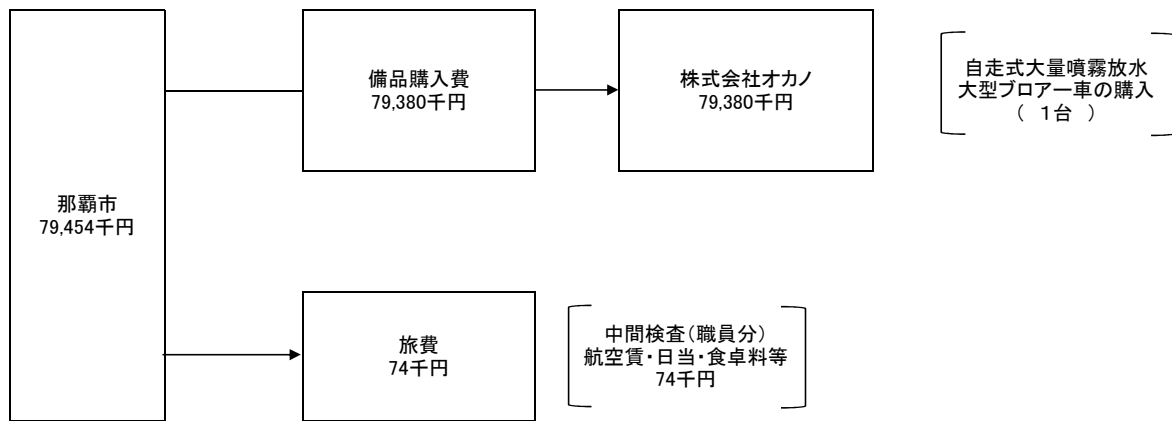 那覇市
79,454千円
備品購入費
79,380千円
株式会社オカノ
79,380千円
自走式大量噴霧放水
大型ブロアー車の購入
( 1台 )
旅費
74千円
中間検査(職員分)
航空賃・日当・食卓料等
74千円